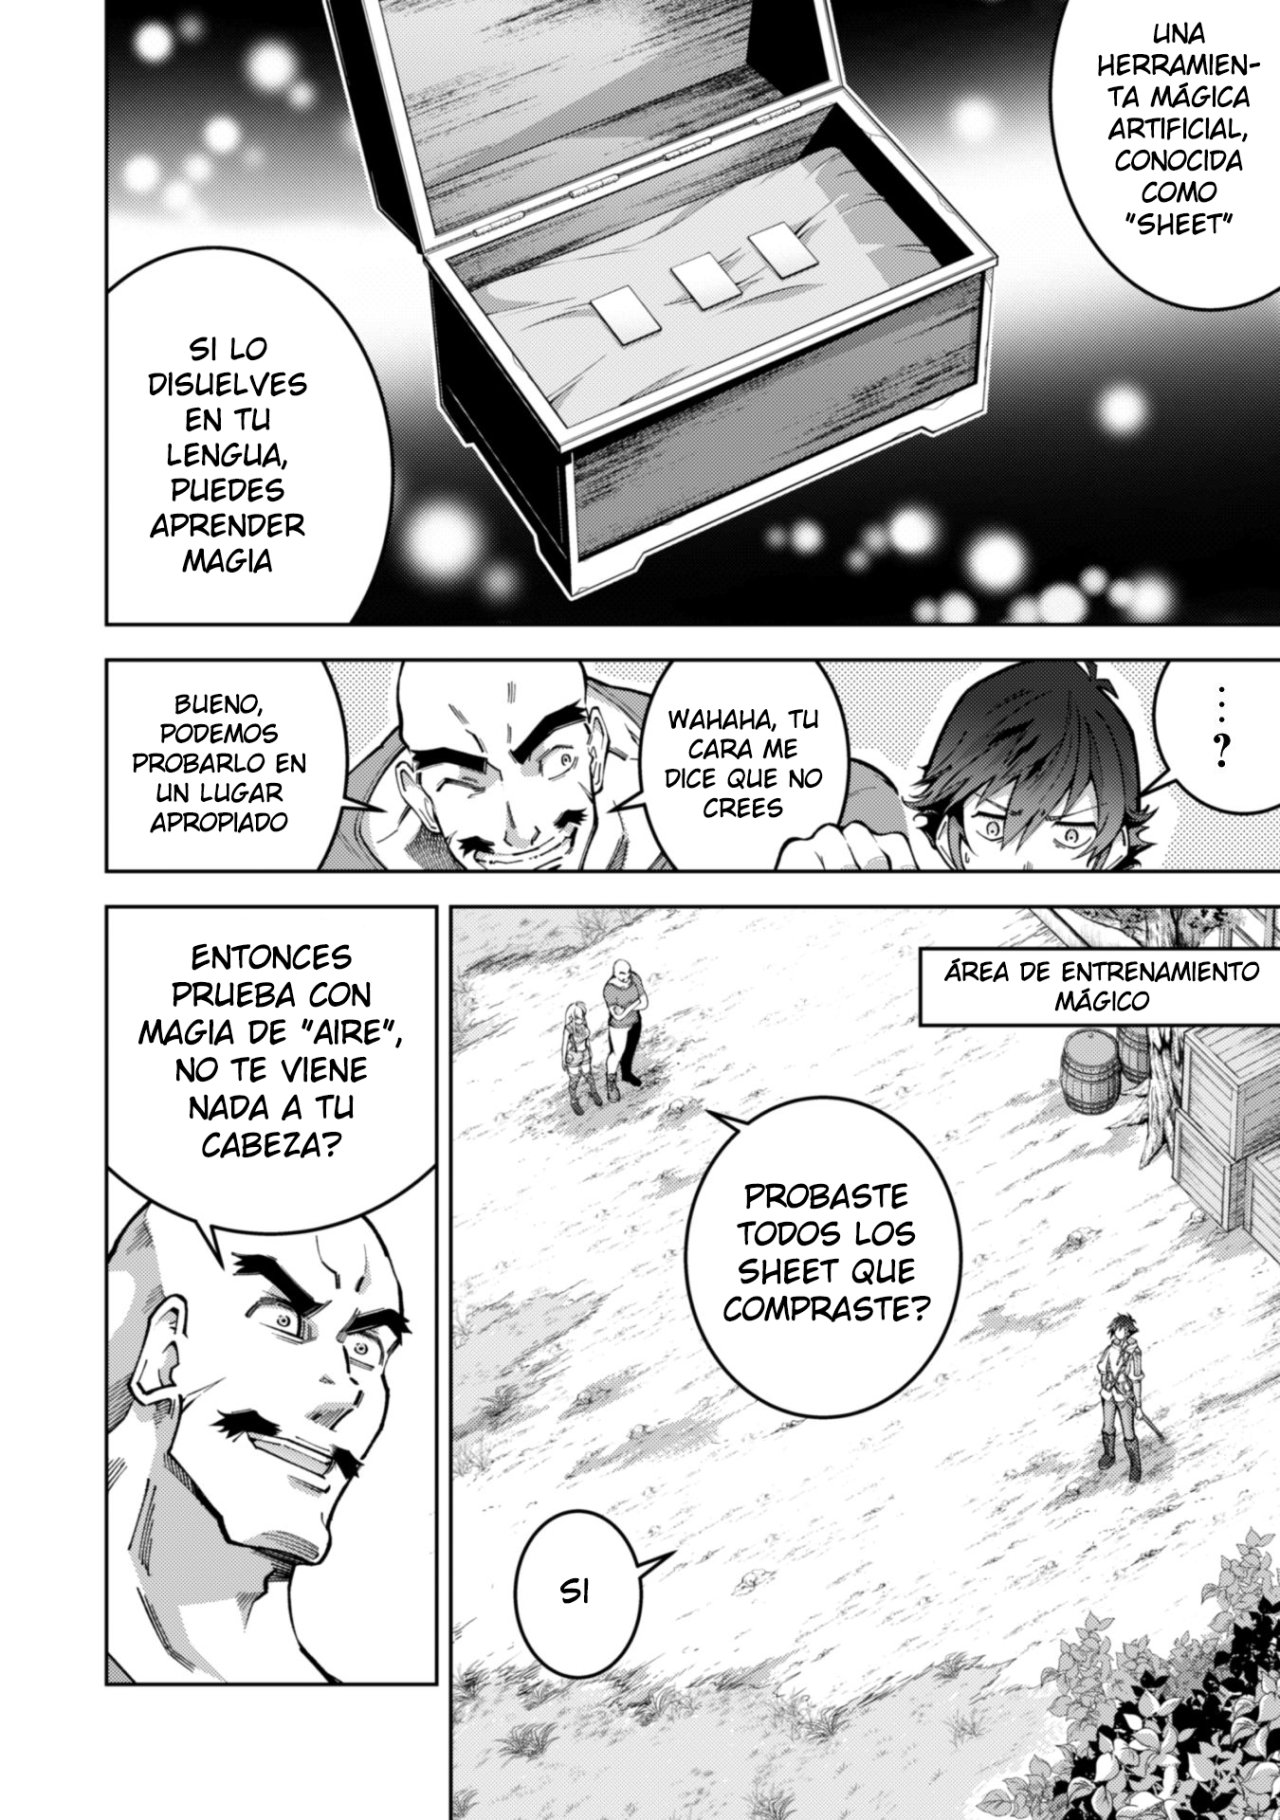 UNA
HERRAMIEN-
TA MÁGICA
ARTIFICIAL,
CONOCIDA
COMO
"SHEET"
SI LO
DISUELVES
EN TU
LENGUA,
PUEDES
APRENDER
MAGIA
...?
WAHAHA, TU
CARA ME
DICE QUE NO
CREES
BUENO,
PODEMOS
PROBARLO EN
UN LUGAR
APROPIADO
ÁREA DE ENTRENAMIENTO
MÁGICO
PROBASTE
TODOS LOS
SHEET QUE
COMPRASTE?
SI
ENTONCES
PRUEBA CON
MAGIA DE "AIRE",
NO TE VIENE
NADA A TU
CABEZA?